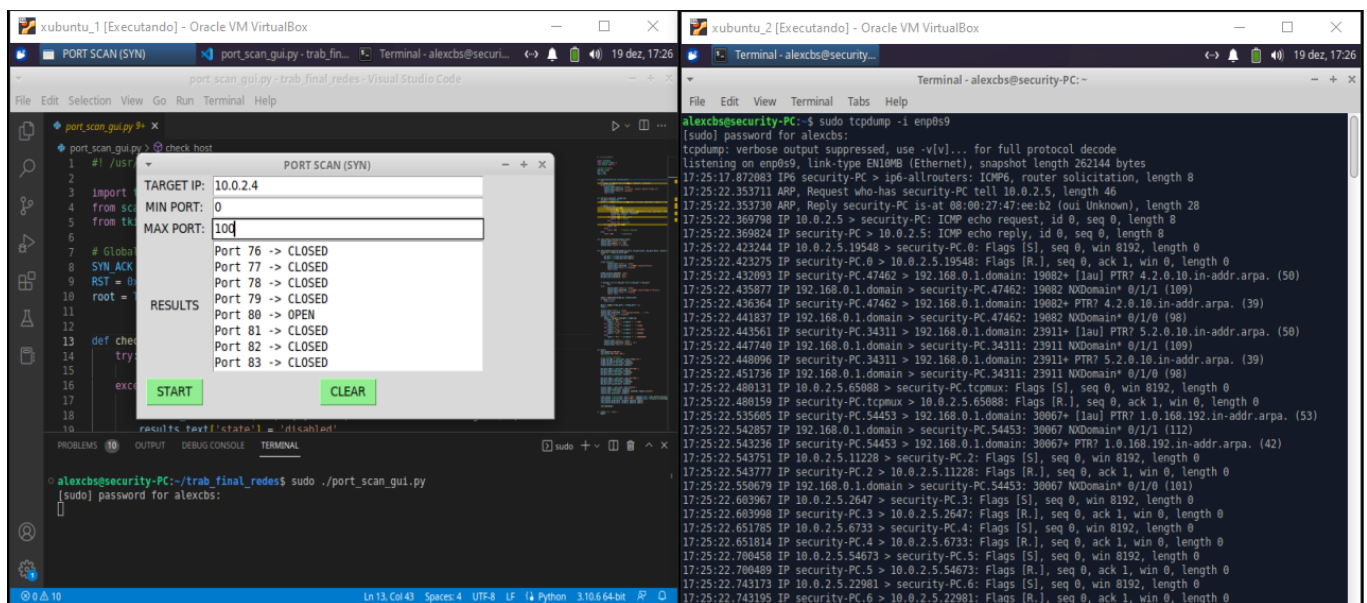 xubuntu_1 [Executando] - Oracle VM VirtualBox
PORT SCAN (SYN)
port_scan_gui.py - trab_fin...
Terminal - alexcbs@securi...
19 dez, 17:26
port_scan_gui.py - trab_final_redes - Visual Studio Code
File Edit Selection View Go Run Terminal Help
port_scan_gui.py 9+
port_scan_gui.py > check_host
1 #! /usr/
2
3 import
4 from sca
5 from tki
6
7 # Global
8 SYN_ACK
9 RST = 0
10 root =
11
12
13 def chec
14 try:
15
16 exce
17
18
19 results_text['state'] = 'disabled'
PORT SCAN (SYN)
TARGET IP: 10.0.2.4
MIN PORT: 0
MAX PORT: 100
RESULTS
Port 76 -> CLOSED
Port 77 -> CLOSED
Port 78 -> CLOSED
Port 79 -> CLOSED
Port 80 -> OPEN
Port 81 -> CLOSED
Port 82 -> CLOSED
Port 83 -> CLOSED
START CLEAR
PROBLEMS 10 OUTPUT DEBUG CONSOLE TERMINAL
sudo
alexcbs@security-PC:~/trab_final_redes$ sudo ./port_scan_gui.py
[sudo] password for alexcbs:
0 10
Ln 13, Col 43 Spaces: 4 UTF-8 LF Python 3.10.6 64-bit
xubuntu_2 [Executando] - Oracle VM VirtualBox
Terminal - alexcbs@security...
19 dez, 17:26
Terminal - alexcbs@security-PC: ~
File Edit View Terminal Tabs Help
alexcbs@security-PC:~$ sudo tcpdump -i enp0s9
[sudo] password for alexcbs:
tcpdump: verbose output suppressed, use -v[v]... for full protocol decode
listening on enp0s9, link-type EN10MB (Ethernet), snapshot length 262144 bytes
17:25:17.872083 IP6 security-PC > ip6-allrouters: ICMP6, router solicitation, length 8
17:25:22.353711 ARP, Request who-has security-PC tell 10.0.2.5, length 46
17:25:22.353730 ARP, Reply security-PC is-at 08:00:27:47:ee:b2 (oui Unknown), length 28
17:25:22.369798 IP 10.0.2.5 > security-PC: ICMP echo request, id 0, seq 0, length 8
17:25:22.369824 IP security-PC > 10.0.2.5: ICMP echo reply, id 0, seq 0, length 8
17:25:22.423244 IP 10.0.2.5.19548 > security-PC.0: Flags [S], seq 0, win 8192, length 0
17:25:22.423275 IP security-PC.0 > 10.0.2.5.19548: Flags [R.], seq 0, ack 1, win 0, length 0
17:25:22.432093 IP security-PC.47462 > 192.168.0.1.domain: 19082+ [1au] PTR? 4.2.0.10.in-addr.arpa. (50)
17:25:22.435877 IP 192.168.0.1.domain > security-PC.47462: 19082 NXDomain* 0/1/1 (109)
17:25:22.436364 IP security-PC.47462 > 192.168.0.1.domain: 19082+ PTR? 4.2.0.10.in-addr.arpa. (39)
17:25:22.441837 IP 192.168.0.1.domain > security-PC.47462: 19082 NXDomain* 0/1/0 (98)
17:25:22.443561 IP security-PC.34311 > 192.168.0.1.domain: 23911+ [1au] PTR? 5.2.0.10.in-addr.arpa. (50)
17:25:22.447740 IP 192.168.0.1.domain > security-PC.34311: 23911 NXDomain* 0/1/1 (109)
17:25:22.448096 IP security-PC.34311 > 192.168.0.1.domain: 23911+ PTR? 5.2.0.10.in-addr.arpa. (39)
17:25:22.451736 IP 192.168.0.1.domain > security-PC.34311: 23911 NXDomain* 0/1/0 (98)
17:25:22.480131 IP 10.0.2.5.65088 > security-PC.tcpmux: Flags [S], seq 0, win 8192, length 0
17:25:22.480159 IP security-PC.tcpmux > 10.0.2.5.65088: Flags [R.], seq 0, ack 1, win 0, length 0
17:25:22.535605 IP security-PC.54453 > 192.168.0.1.domain: 30067+ [1au] PTR? 1.0.168.192.in-addr.arpa. (53)
17:25:22.542857 IP 192.168.0.1.domain > security-PC.54453: 30067 NXDomain* 0/1/1 (112)
17:25:22.543236 IP security-PC.54453 > 192.168.0.1.domain: 30067+ PTR? 1.0.168.192.in-addr.arpa. (42)
17:25:22.543751 IP 10.0.2.5.11228 > security-PC.2: Flags [S], seq 0, win 8192, length 0
17:25:22.543777 IP security-PC.2 > 10.0.2.5.11228: Flags [R.], seq 0, ack 1, win 0, length 0
17:25:22.550679 IP 192.168.0.1.domain > security-PC.54453: 30067 NXDomain* 0/1/0 (101)
17:25:22.603967 IP 10.0.2.5.2647 > security-PC.3: Flags [S], seq 0, win 8192, length 0
17:25:22.603998 IP security-PC.3 > 10.0.2.5.2647: Flags [R.], seq 0, ack 1, win 0, length 0
17:25:22.651785 IP 10.0.2.5.6733 > security-PC.4: Flags [S], seq 0, win 8192, length 0
17:25:22.651814 IP security-PC.4 > 10.0.2.5.6733: Flags [R.], seq 0, ack 1, win 0, length 0
17:25:22.700458 IP 10.0.2.5.54673 > security-PC.5: Flags [S], seq 0, win 8192, length 0
17:25:22.700489 IP security-PC.5 > 10.0.2.5.54673: Flags [R.], seq 0, ack 1, win 0, length 0
17:25:22.743173 IP 10.0.2.5.22981 > security-PC.6: Flags [S], seq 0, win 8192, length 0
17:25:22.743195 IP security-PC.6 > 10.0.2.5.22981: Flags [R.], seq 0, ack 1, win 0, length 0